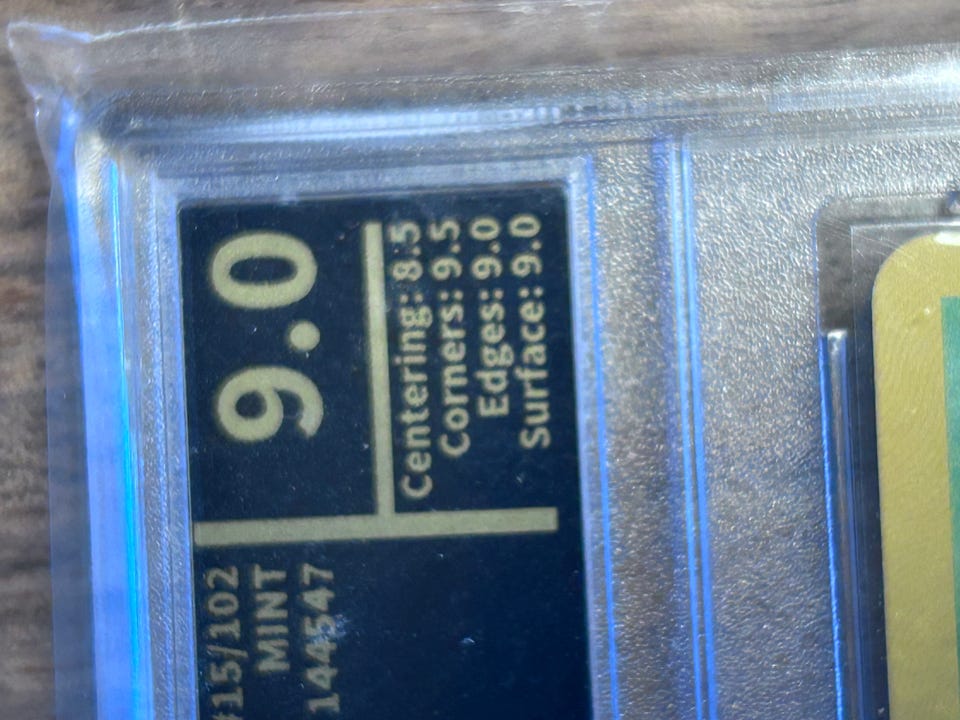 #15/102
MINT
144547
9.0
Centering: 8.5
Corners: 9.5
Edges: 9.0
Surface: 9.0